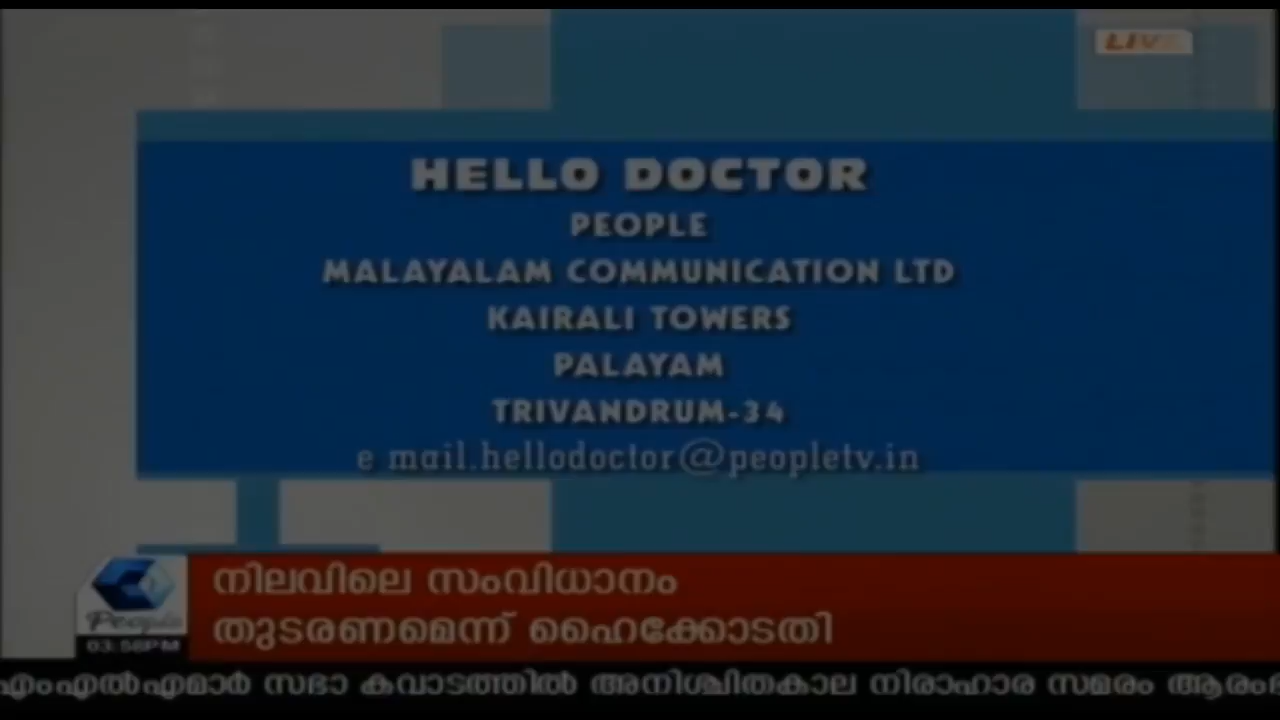 LIVE
HELLO DOCTOR
PEOPLE
MALAYALAM COMMUNICATION LTD
KAIRALI TOWERS
PALAYAM
TRIVANDRUM-34
e mail.hellodoctor@peopletv.in
നിലവിലെ സംവിധാനം
തുടരണമെന്ന് ഹൈക്കോടതി
People
03:58PM
എംഎൽഎമാർ സഭാ കവാടത്തിൽ അനിശ്ചിതകാല നിരാഹാര സമരം